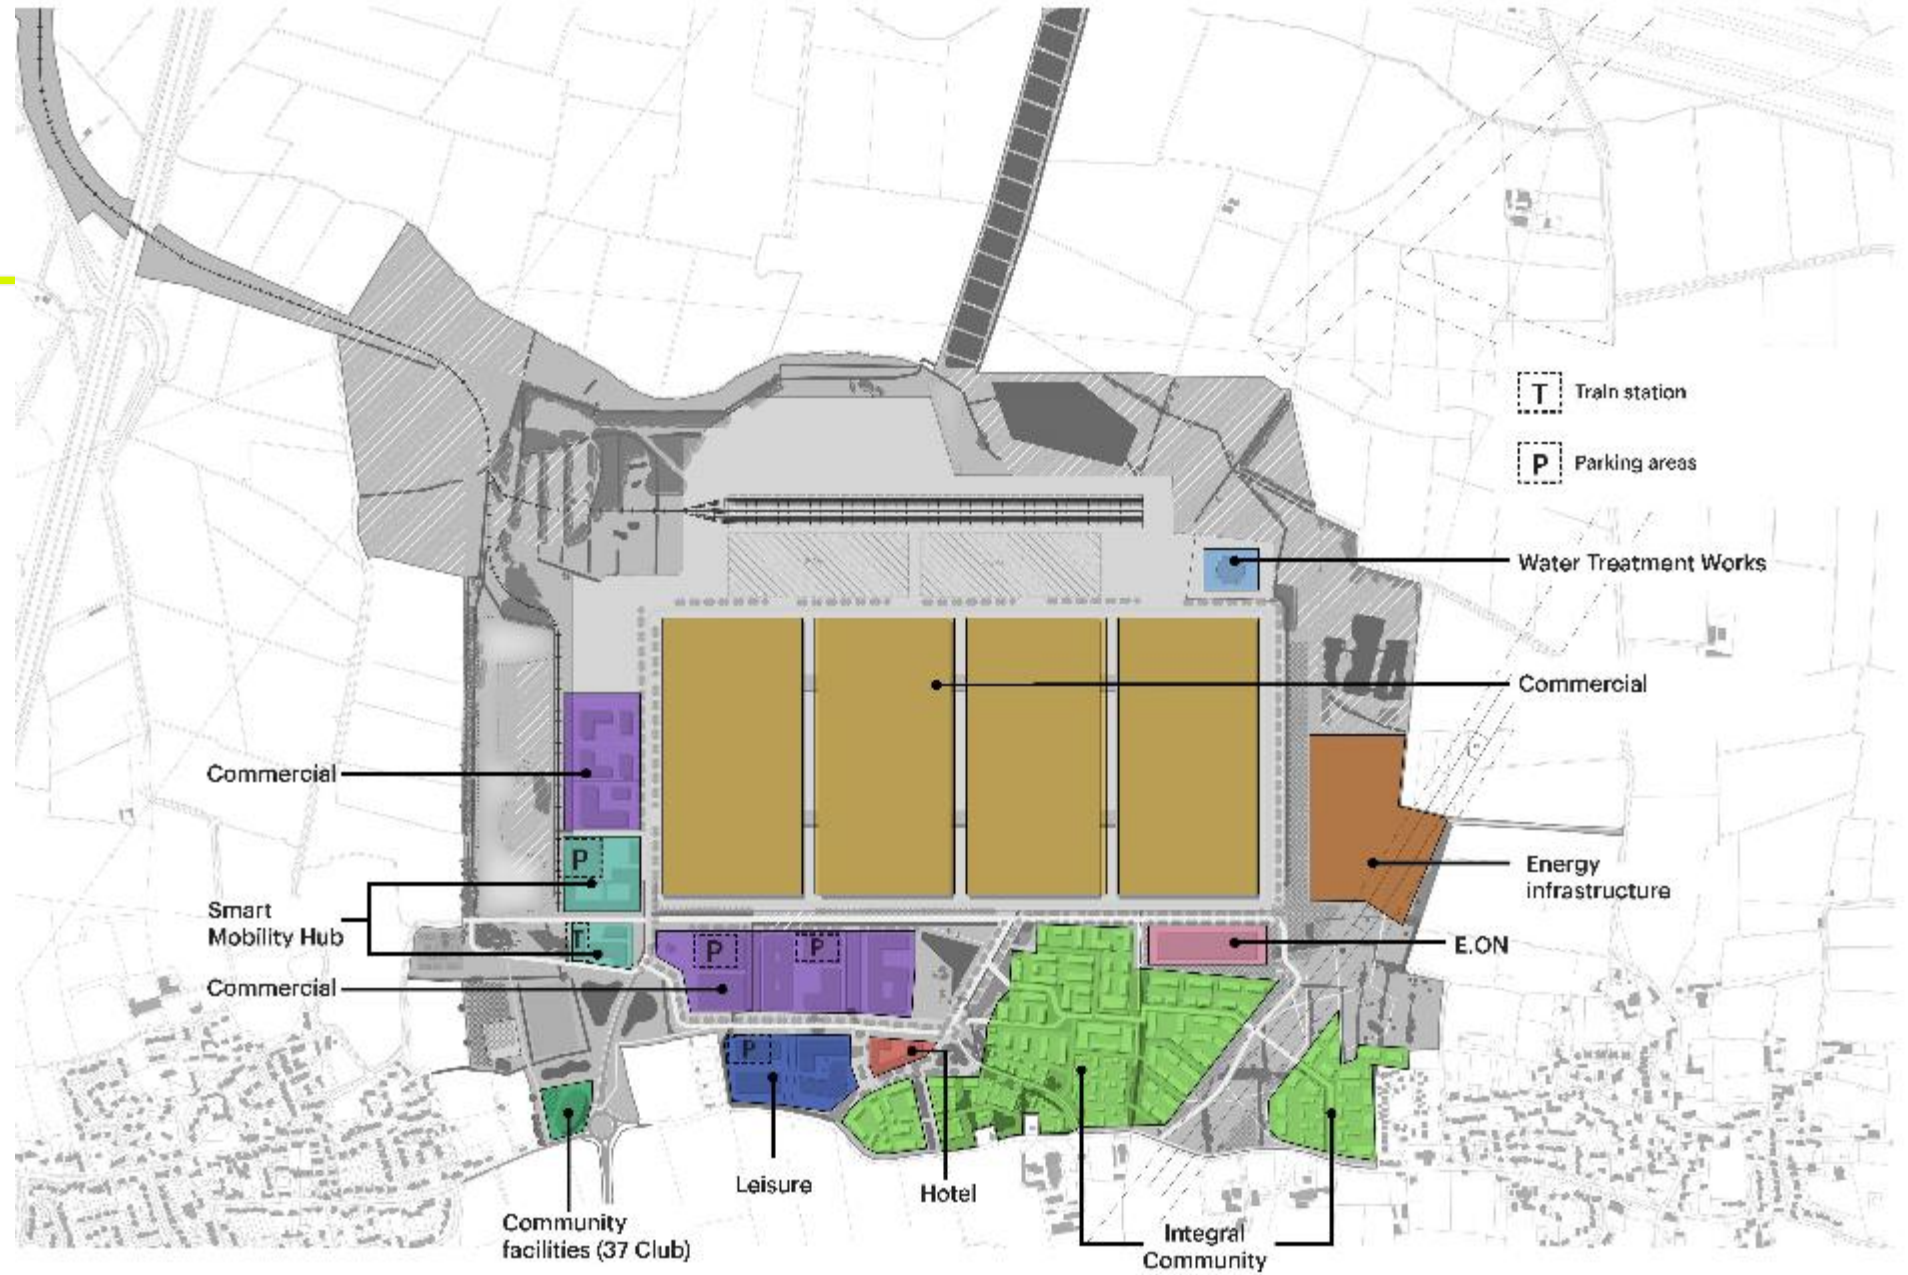 T Train station
P Parking areas
Water Treatment Works
Commercial
Commercial
P
Energy
infrastructure
Smart
Mobility Hub
T
P
P
E.ON
Commercial
P
Leisure
Hotel
Community
facilities (37 Club)
Integral
Community